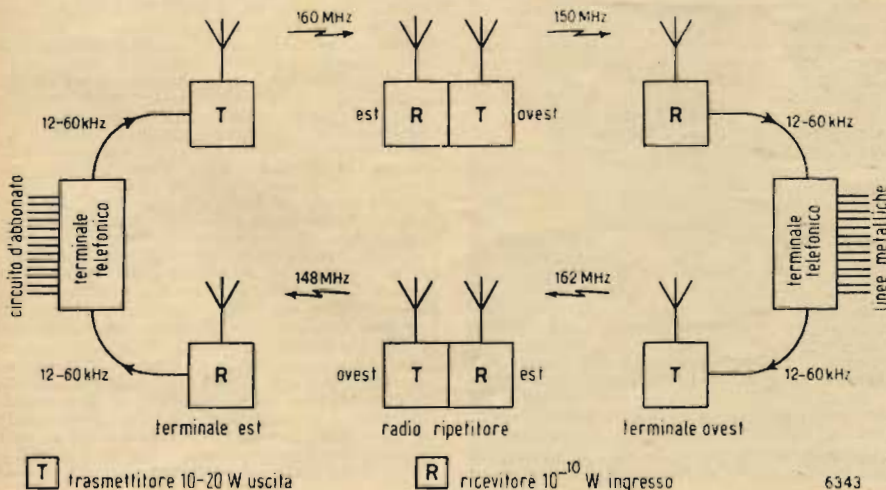 160 MHz
150 MHz
T
est
R
T
ovest
R
12-60 kHz
12-60 kHz
circuito d'abbonato
terminale telefonico
terminale telefonico
linee metalliche
148 MHz
162 MHz
12-60 kHz
R
ovest
T
R
est
T
12-60 kHz
terminale est
radio ripetitore
terminale ovest
T trasmettitore 10-20 W uscita
R ricevitore 10⁻¹⁰ W ingresso
6343